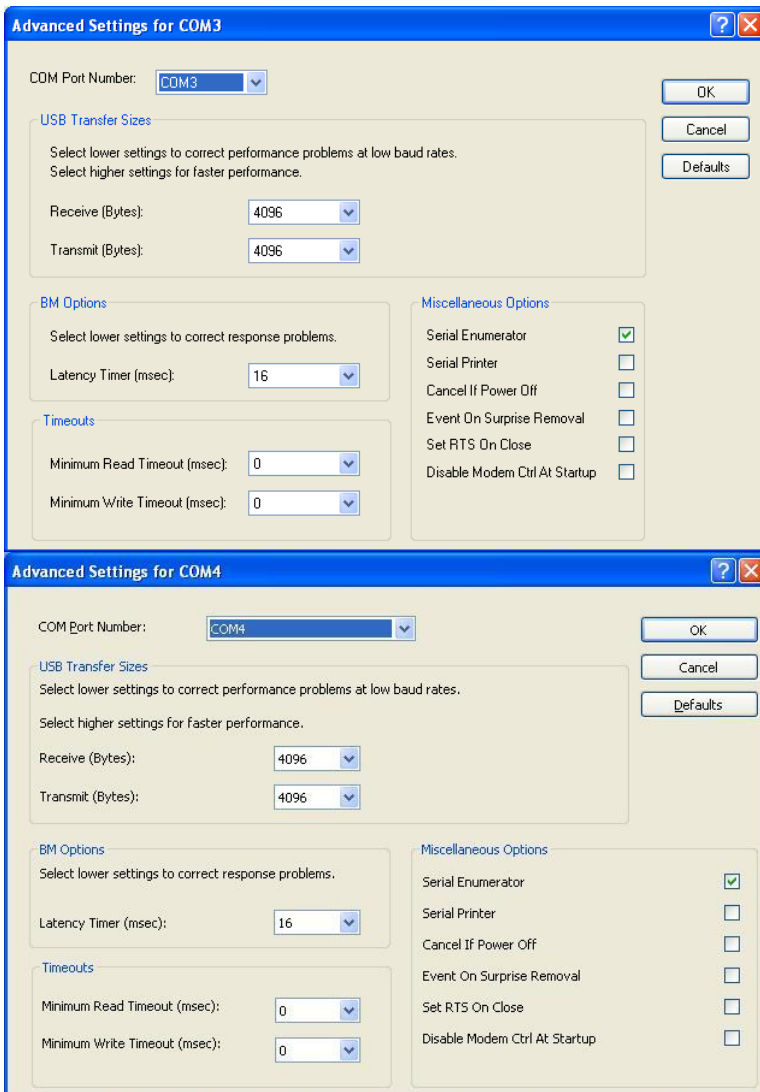 Advanced Settings for COM3
COM Port Number: COM3
OK
USB Transfer Sizes
Cancel
Select lower settings to correct performance problems at low baud rates.
Select higher settings for faster performance.
Defaults
Receive (Bytes): 4096
Transmit (Bytes): 4096
BM Options
Select lower settings to correct response problems.
Latency Timer (msec): 16
Timeouts
Minimum Read Timeout (msec): 0
Minimum Write Timeout (msec): 0
Miscellaneous Options
Serial Enumerator
Serial Printer
Cancel If Power Off
Event On Surprise Removal
Set RTS On Close
Disable Modem Ctrl At Startup
Advanced Settings for COM4
COM Port Number: COM4
OK
USB Transfer Sizes
Cancel
Select lower settings to correct performance problems at low baud rates.
Defaults
Select higher settings for faster performance.
Receive (Bytes): 4096
Transmit (Bytes): 4096
BM Options
Select lower settings to correct response problems.
Latency Timer (msec): 16
Timeouts
Minimum Read Timeout (msec): 0
Minimum Write Timeout (msec): 0
Miscellaneous Options
Serial Enumerator
Serial Printer
Cancel If Power Off
Event On Surprise Removal
Set RTS On Close
Disable Modem Ctrl At Startup